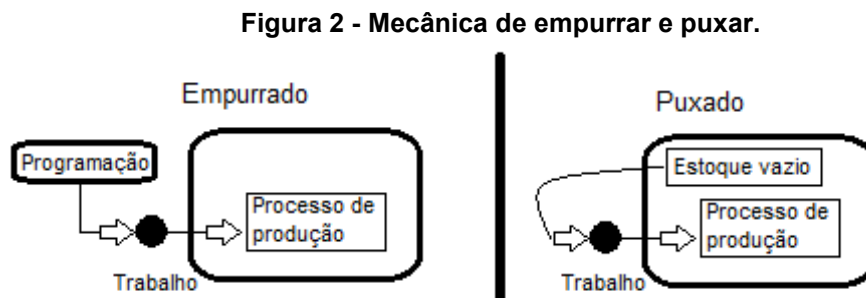 Figura 2 - Mecânica de empurrar e puxar.
Empurrado
Programação
Processo de
produção
Trabalho
Puxado
Estoque vazio
Processo de
produção
Trabalho